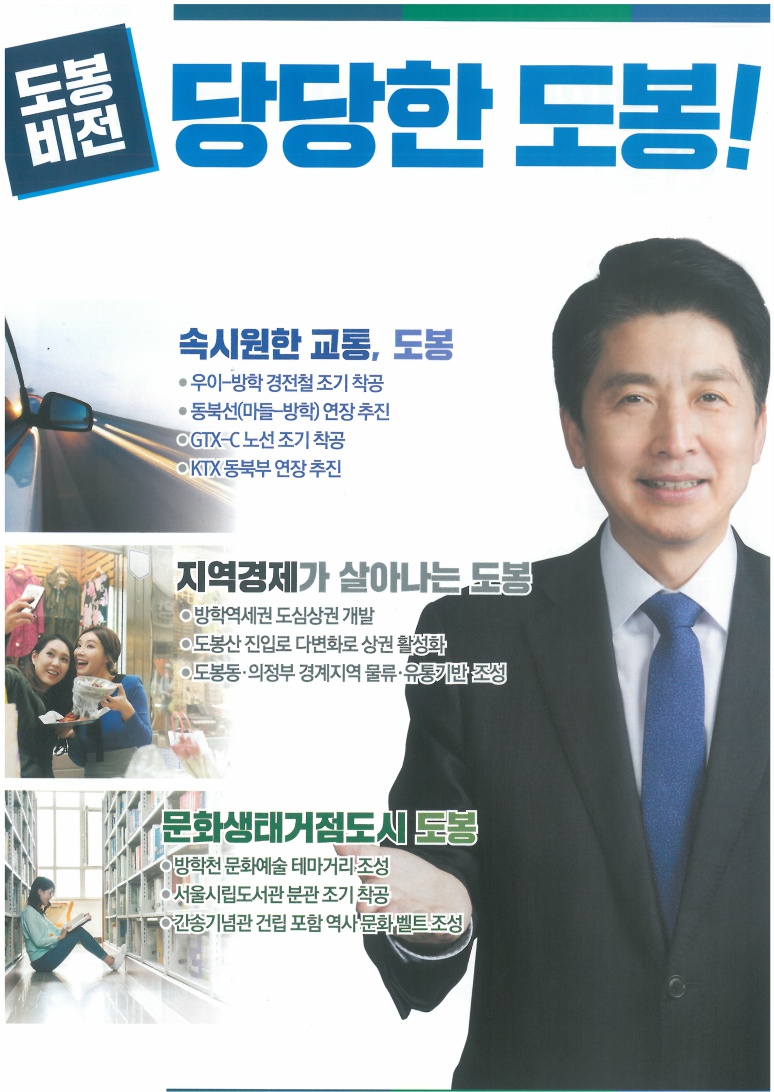 도봉
비전
당당한 도봉!
속시원한 교통, 도봉
• 우이-방학 경전철 조기 착공
• 동북선(마들-방학) 연장 추진
• GTX-C 노선 조기 착공
• KTX 동북부 연장 추진
지역경제가 살아나는 도봉
• 방학역세권 도심상권 개발
• 도봉산 진입로 다변화로 상권 활성화
• 도봉동·의정부 경계지역 물류·유통기반 조성
문화생태거점도시 도봉
• 방학천 문화예술 테마거리 조성
• 서울시립도서관 분관 조기 착공
• 간송기념관 건립 포함 역사 문화 벨트 조성